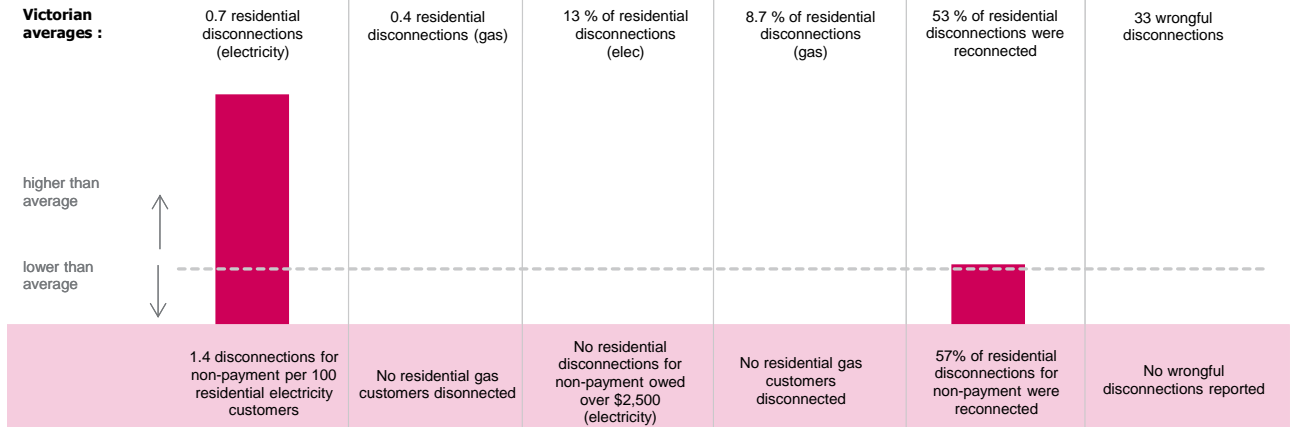 Victorian
averages :
0.7 residential
disconnections
(electricity)
0.4 residential
disconnections (gas)
13 % of residential
disconnections
(elec)
8.7 % of residential
disconnections
(gas)
53 % of residential
disconnections were
reconnected
33 wrongful
disconnections
higher than
average
lower than
average
1.4 disconnections for
non-payment per 100
residential electricity
customers
No residential gas
customers disonnected
No residential
disconnections for
non-payment owed
over $2,500
(electricity)
No residential gas
customers
disconnected
57% of residential
disconnections for
non-payment were
reconnected
No wrongful
disconnections reported